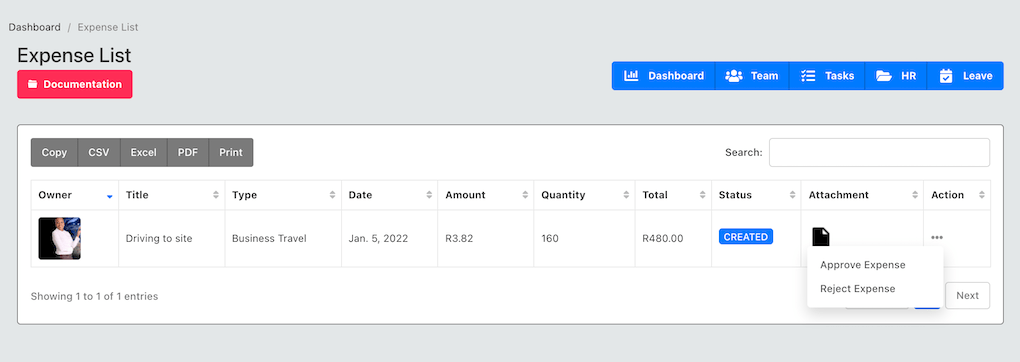 Dashboard / Expense List
Expense List
Documentation
Dashboard Team Tasks HR Leave
Copy CSV Excel PDF Print
Search:
Owner Title Type Date Amount Quantity Total Status Attachment Action
Driving to site Business Travel Jan. 5, 2022 R3.82 160 R480.00 CREATED
Approve Expense
Reject Expense
Showing 1 to 1 of 1 entries
Next